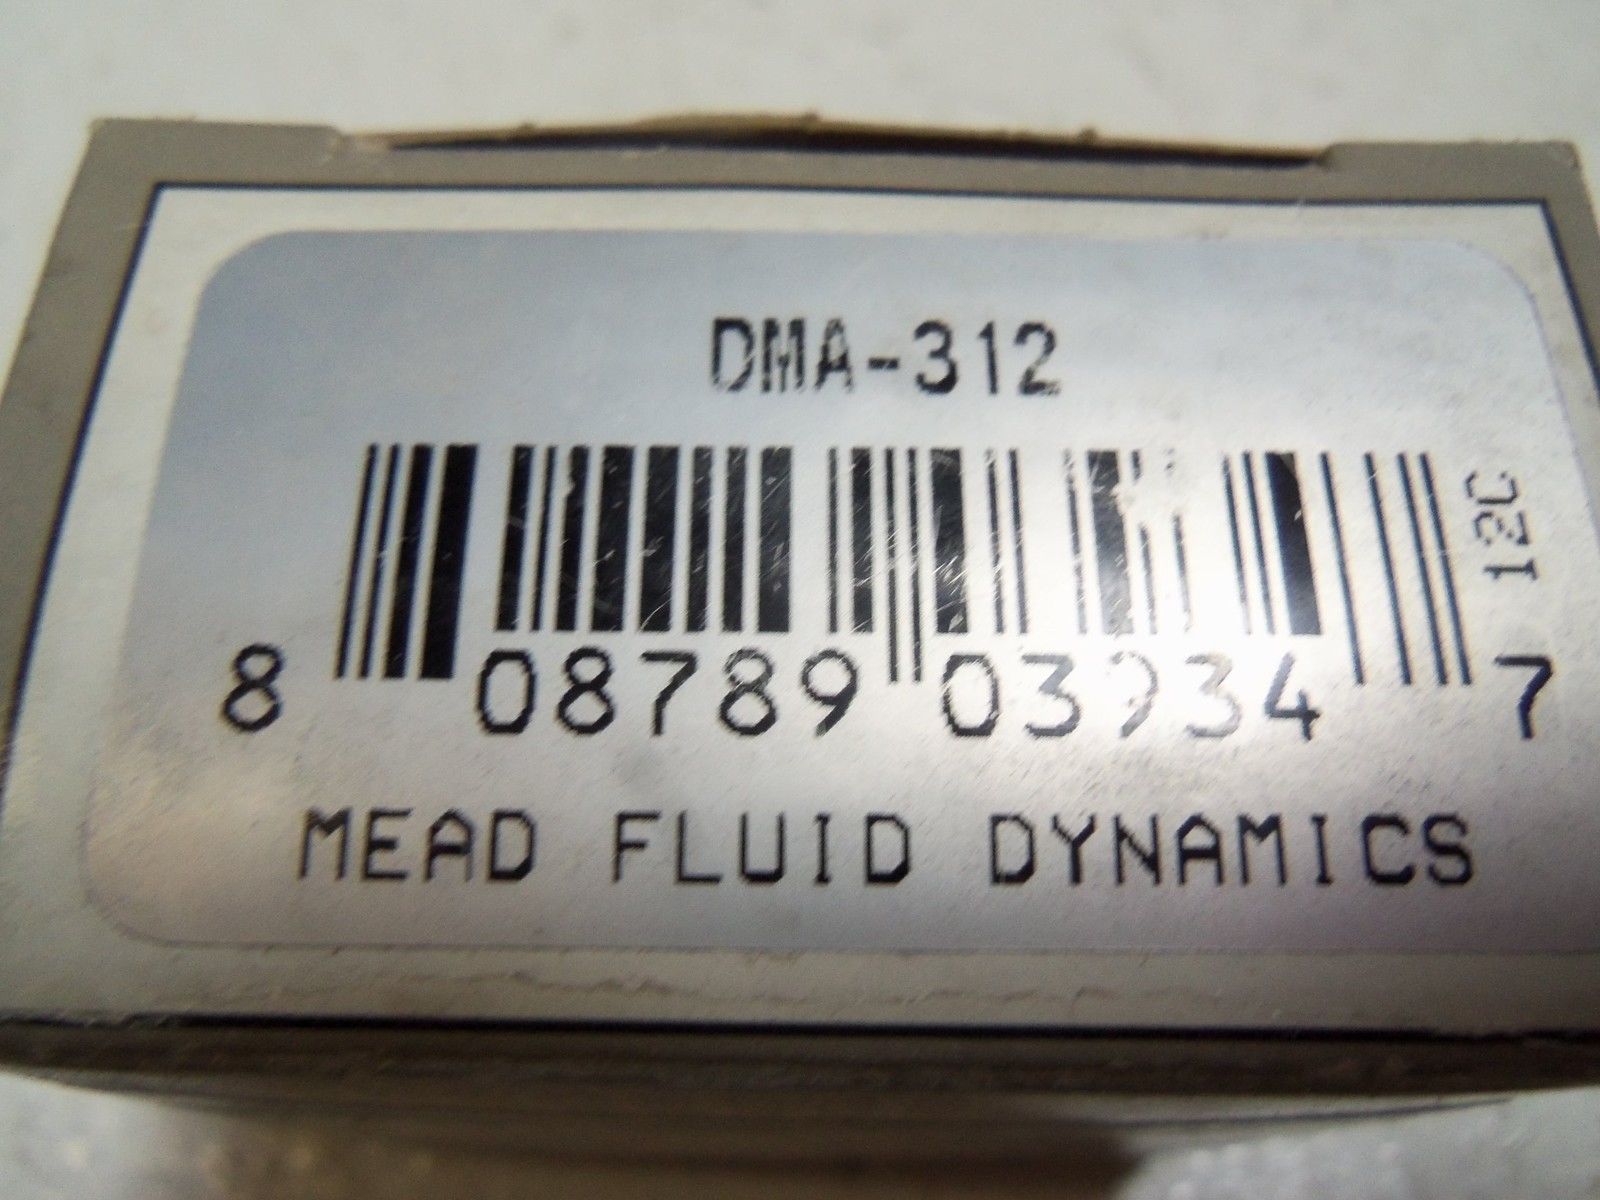 DMA-312
12C
8 08789 03934 7
MEAD FLUID DYNAMICS